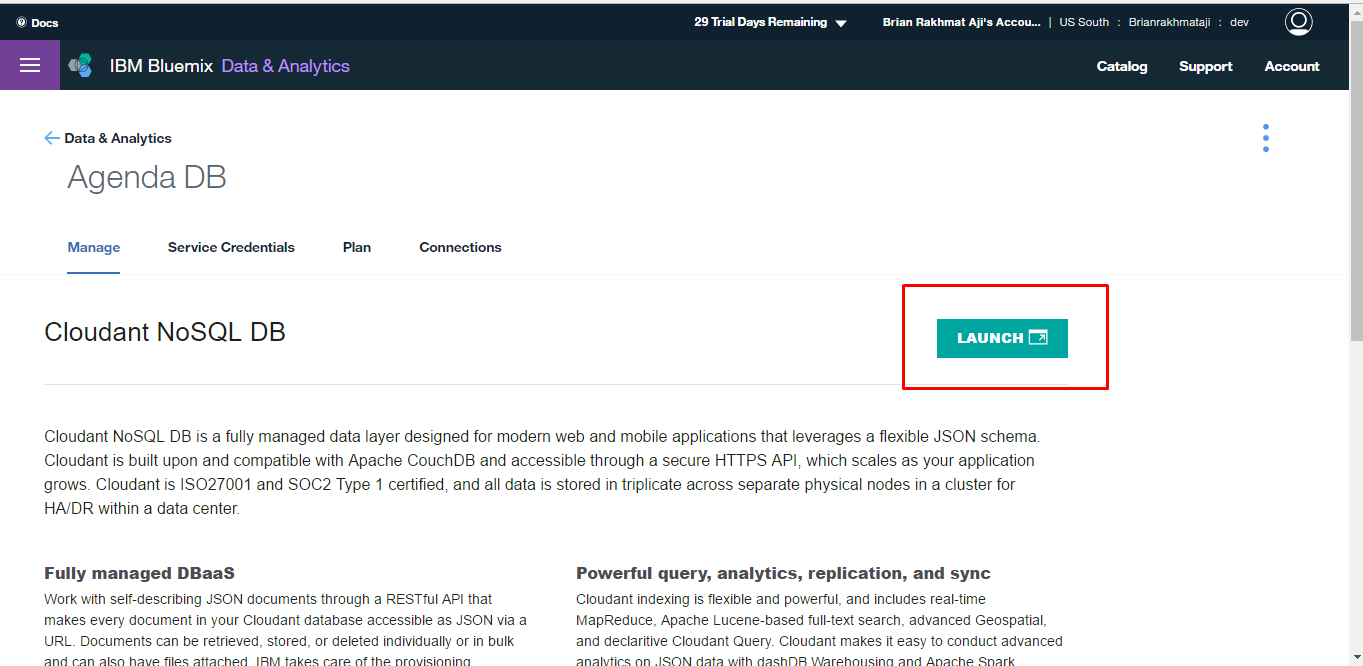 Docs
29 Trial Days Remaining
Brian Rakhmat Aji's Accou... | US South : Brianrakhmataji : dev
IBM Bluemix Data & Analytics
Catalog Support Account
Data & Analytics
Agenda DB
Manage Service Credentials Plan Connections
Cloudant NoSQL DB
LAUNCH
Cloudant NoSQL DB is a fully managed data layer designed for modern web and mobile applications that leverages a flexible JSON schema.
Cloudant is built upon and compatible with Apache CouchDB and accessible through a secure HTTPS API, which scales as your application
grows. Cloudant is ISO27001 and SOC2 Type 1 certified, and all data is stored in triplicate across separate physical nodes in a cluster for
HA/DR within a data center.
Fully managed DBaaS
Work with self-describing JSON documents through a RESTful API that
makes every document in your Cloudant database accessible as JSON via a
URL. Documents can be retrieved, stored, or deleted individually or in bulk
and can also have files attached. IBM takes care of the provisioning
Powerful query, analytics, replication, and sync
Cloudant indexing is flexible and powerful, and includes real-time
MapReduce, Apache Lucene-based full-text search, advanced Geospatial,
and declaritive Cloudant Query. Cloudant makes it easy to conduct advanced
analytics on JSON data with dashDB Warehousing and Apache Spark